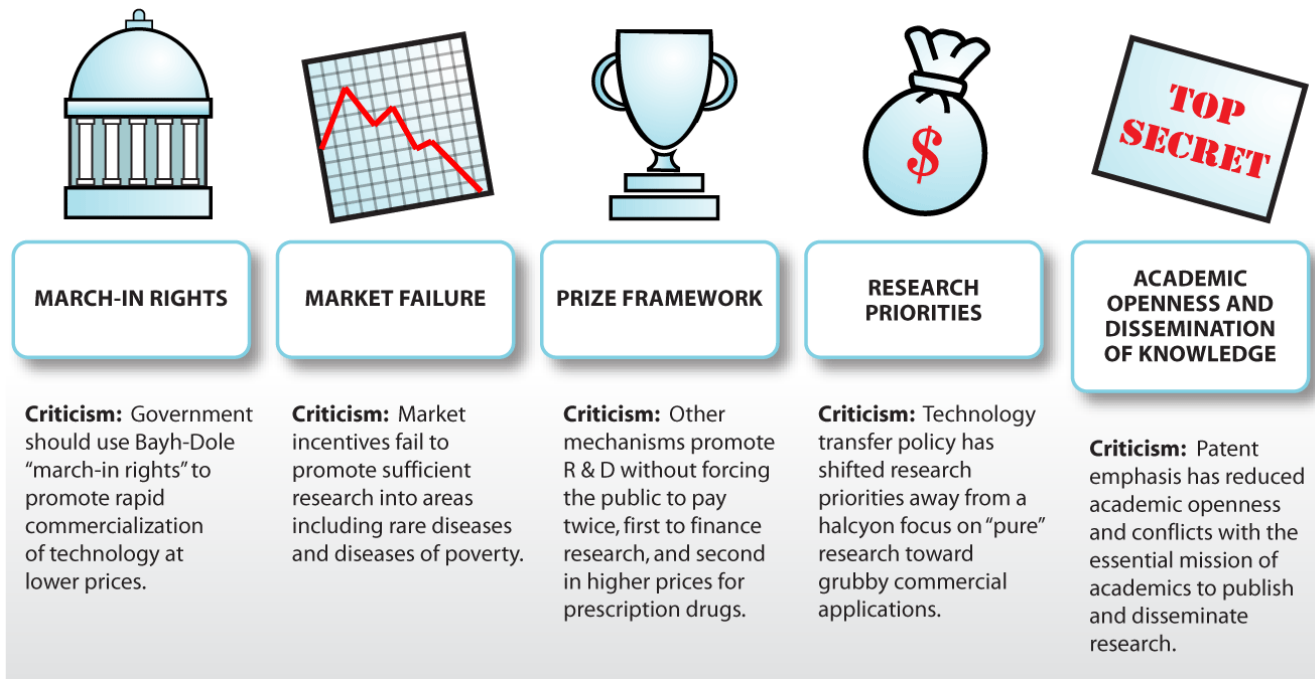 $
TOP
SECRET
MARCH-IN RIGHTS
MARKET FAILURE
PRIZE FRAMEWORK
RESEARCH
PRIORITIES
ACADEMIC
OPENNESS AND
DISSEMINATION
OF KNOWLEDGE
Criticism: Government
should use Bayh-Dole
“march-in rights” to
promote rapid
commercialization
of technology at
lower prices.
Criticism: Market
incentives fail to
promote sufficient
research into areas
including rare diseases
and diseases of poverty.
Criticism: Other
mechanisms promote
R & D without forcing
the public to pay
twice, first to finance
research, and second
in higher prices for
prescription drugs.
Criticism: Technology
transfer policy has
shifted research
priorities away from a
halcyon focus on “pure”
research toward
grubby commercial
applications.
Criticism: Patent
emphasis has reduced
academic openness
and conflicts with the
essential mission of
academics to publish
and disseminate
research.